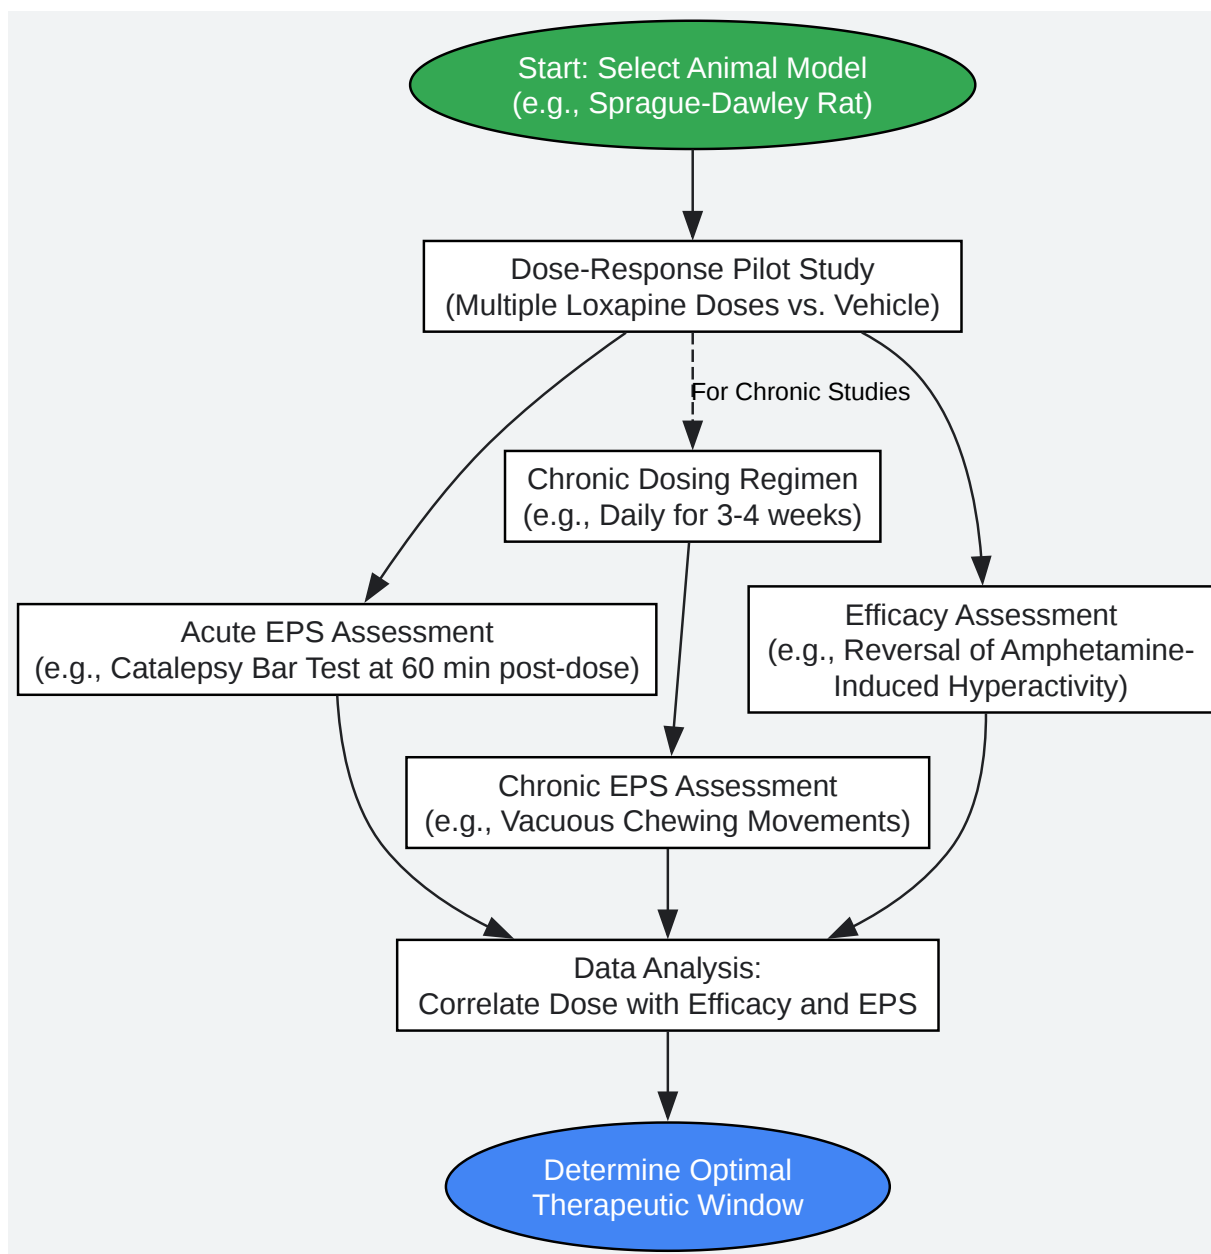 Start: Select Animal Model
(e.g., Sprague-Dawley Rat)
Dose-Response Pilot Study
(Multiple Loxapine Doses vs. Vehicle)
For Chronic Studies
Chronic Dosing Regimen
(e.g., Daily for 3-4 weeks)
Acute EPS Assessment
(e.g., Catalepsy Bar Test at 60 min post-dose)
Efficacy Assessment
(e.g., Reversal of Amphetamine-
Induced Hyperactivity)
Chronic EPS Assessment
(e.g., Vacuous Chewing Movements)
Data Analysis:
Correlate Dose with Efficacy and EPS
Determine Optimal
Therapeutic Window